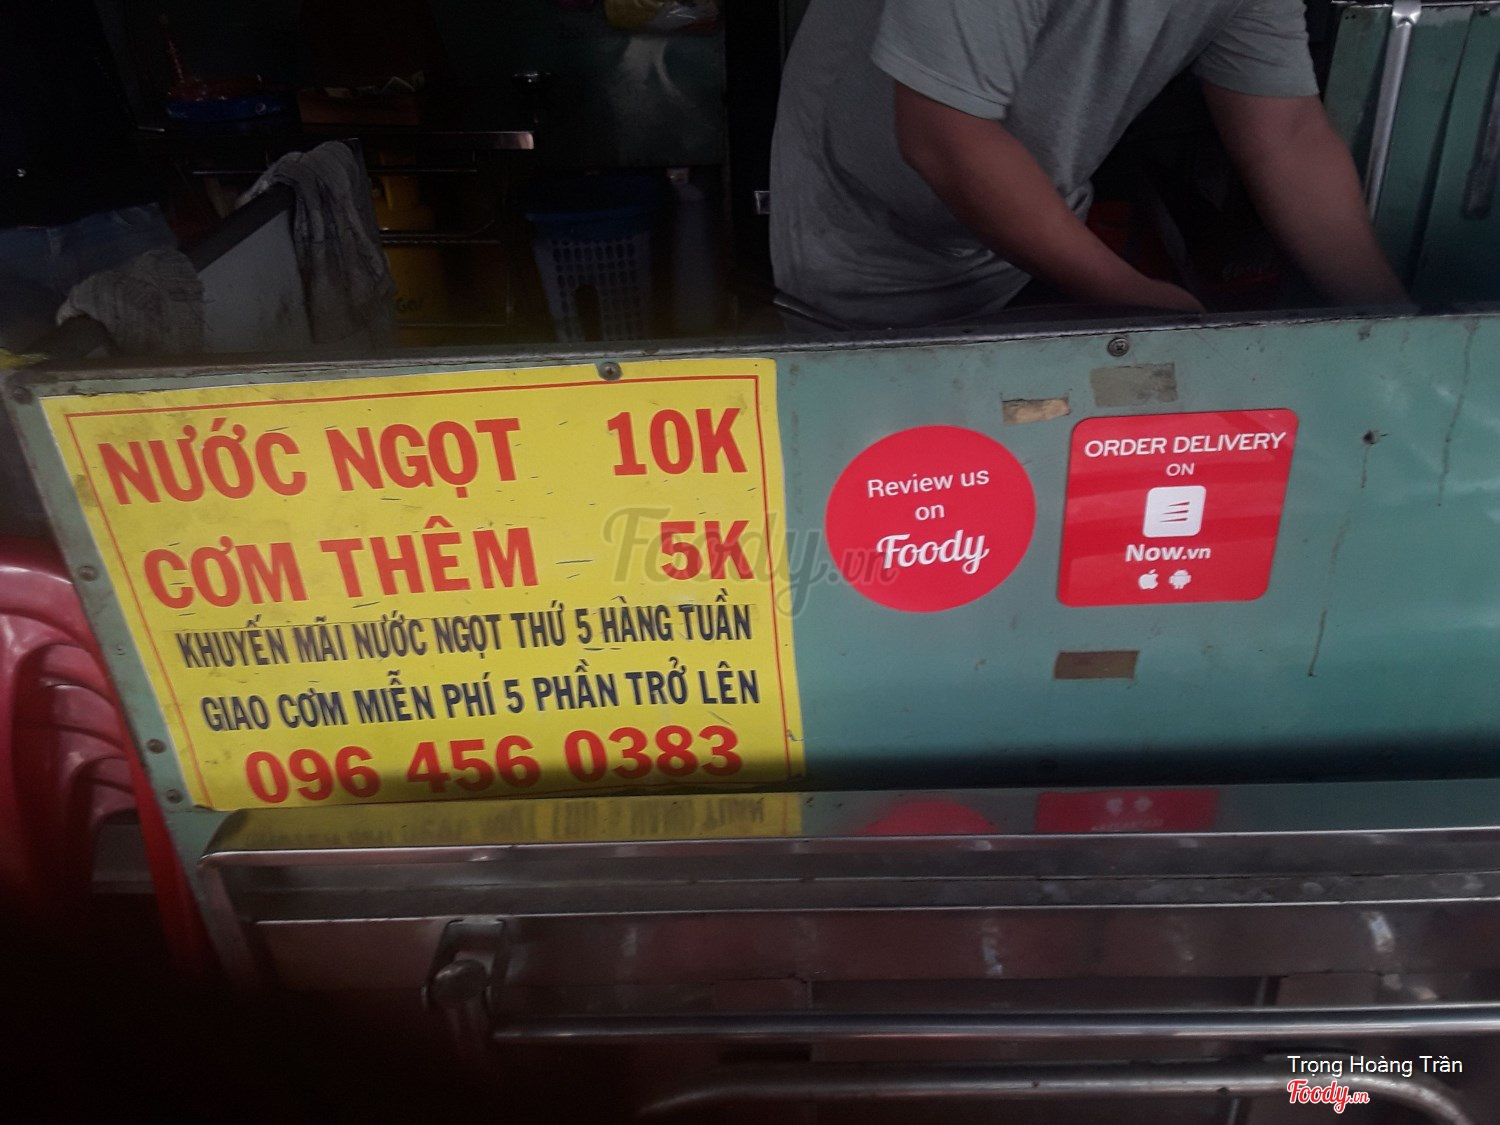 NƯỚC NGỌT 10K
CƠM THÊM 5K
KHUYẾN MÃI NƯỚC NGỌT THỨ 5 HÀNG TUẦN
GIAO CƠM MIỄN PHÍ 5 PHẦN TRỞ LÊN
096 456 0383
Review us
on
Foody
ORDER DELIVERY
ON
Now.vn
Foody.vn
Trọng Hoàng Trần
Foody.vn